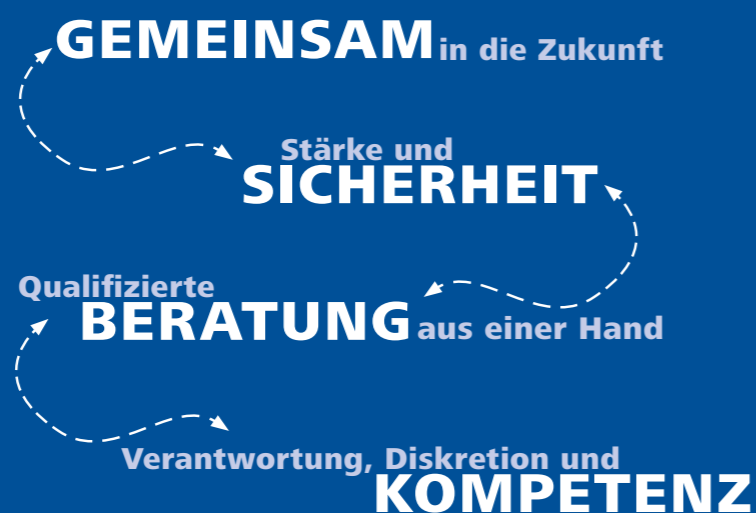 GEMEINSAM in die Zukunft
Stärke und
SICHERHEIT
Qualifizierte
BERATUNG aus einer Hand
Verantwortung, Diskretion und
KOMPETENZ